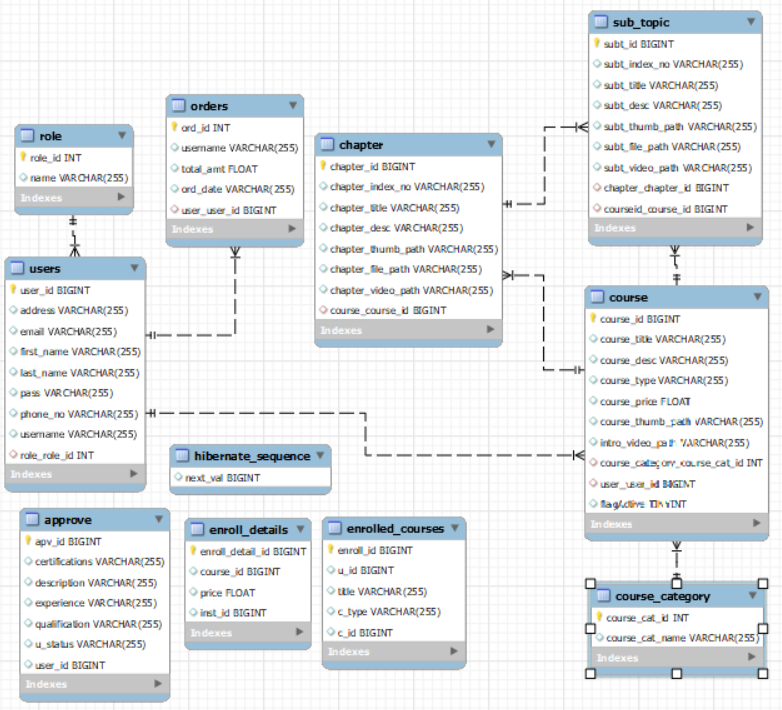 role
role_id INT
name VARCHAR(255)
Indexes
orders
ord_id INT
username VARCHAR(255)
total_amt FLOAT
ord_date VARCHAR(255)
user_user_id BIGINT
Indexes
chapter
chapter_id BIGINT
chapter_index_no VARCHAR(255)
chapter_title VARCHAR(255)
chapter_desc VARCHAR(255)
chapter_thumb_path VARCHAR(255)
chapter_file_path VARCHAR(255)
chapter_video_path VARCHAR(255)
course_course_id BIGINT
Indexes
sub_topic
subt_id BIGINT
subt_index_no VARCHAR(255)
subt_title VARCHAR(255)
subt_desc VARCHAR(255)
subt_thumb_path VARCHAR(255)
subt_file_path VARCHAR(255)
subt_video_path VARCHAR(255)
chapter_chapter_id BIGINT
courseid_course_id BIGINT
Indexes
users
user_id BIGINT
address VARCHAR(255)
email VARCHAR(255)
first_name VARCHAR(255)
last_name VARCHAR(255)
pass VARCHAR(255)
phone_no VARCHAR(255)
username VARCHAR(255)
role_role_id INT
Indexes
hibernate_sequence
next_val BIGINT
course
course_id BIGINT
course_title VARCHAR(255)
course_desc VARCHAR(255)
course_type VARCHAR(255)
course_price FLOAT
course_thumb_path VARCHAR(255)
intro_video_path VARCHAR(255)
course_category_course_cat_id INT
user_user_id BIGINT
Indexes
approve
apv_id BIGINT
certifications VARCHAR(255)
description VARCHAR(255)
experience VARCHAR(255)
qualification VARCHAR(255)
u_status VARCHAR(255)
user_id BIGINT
Indexes
enroll_details
enroll_detail_id BIGINT
course_id BIGINT
price FLOAT
inst_id BIGINT
Indexes
enrolled_courses
enroll_id BIGINT
u_id BIGINT
title VARCHAR(255)
c_type VARCHAR(255)
c_id BIGINT
Indexes
course_category
course_cat_id INT
course_cat_name VARCHAR(255)
Indexes